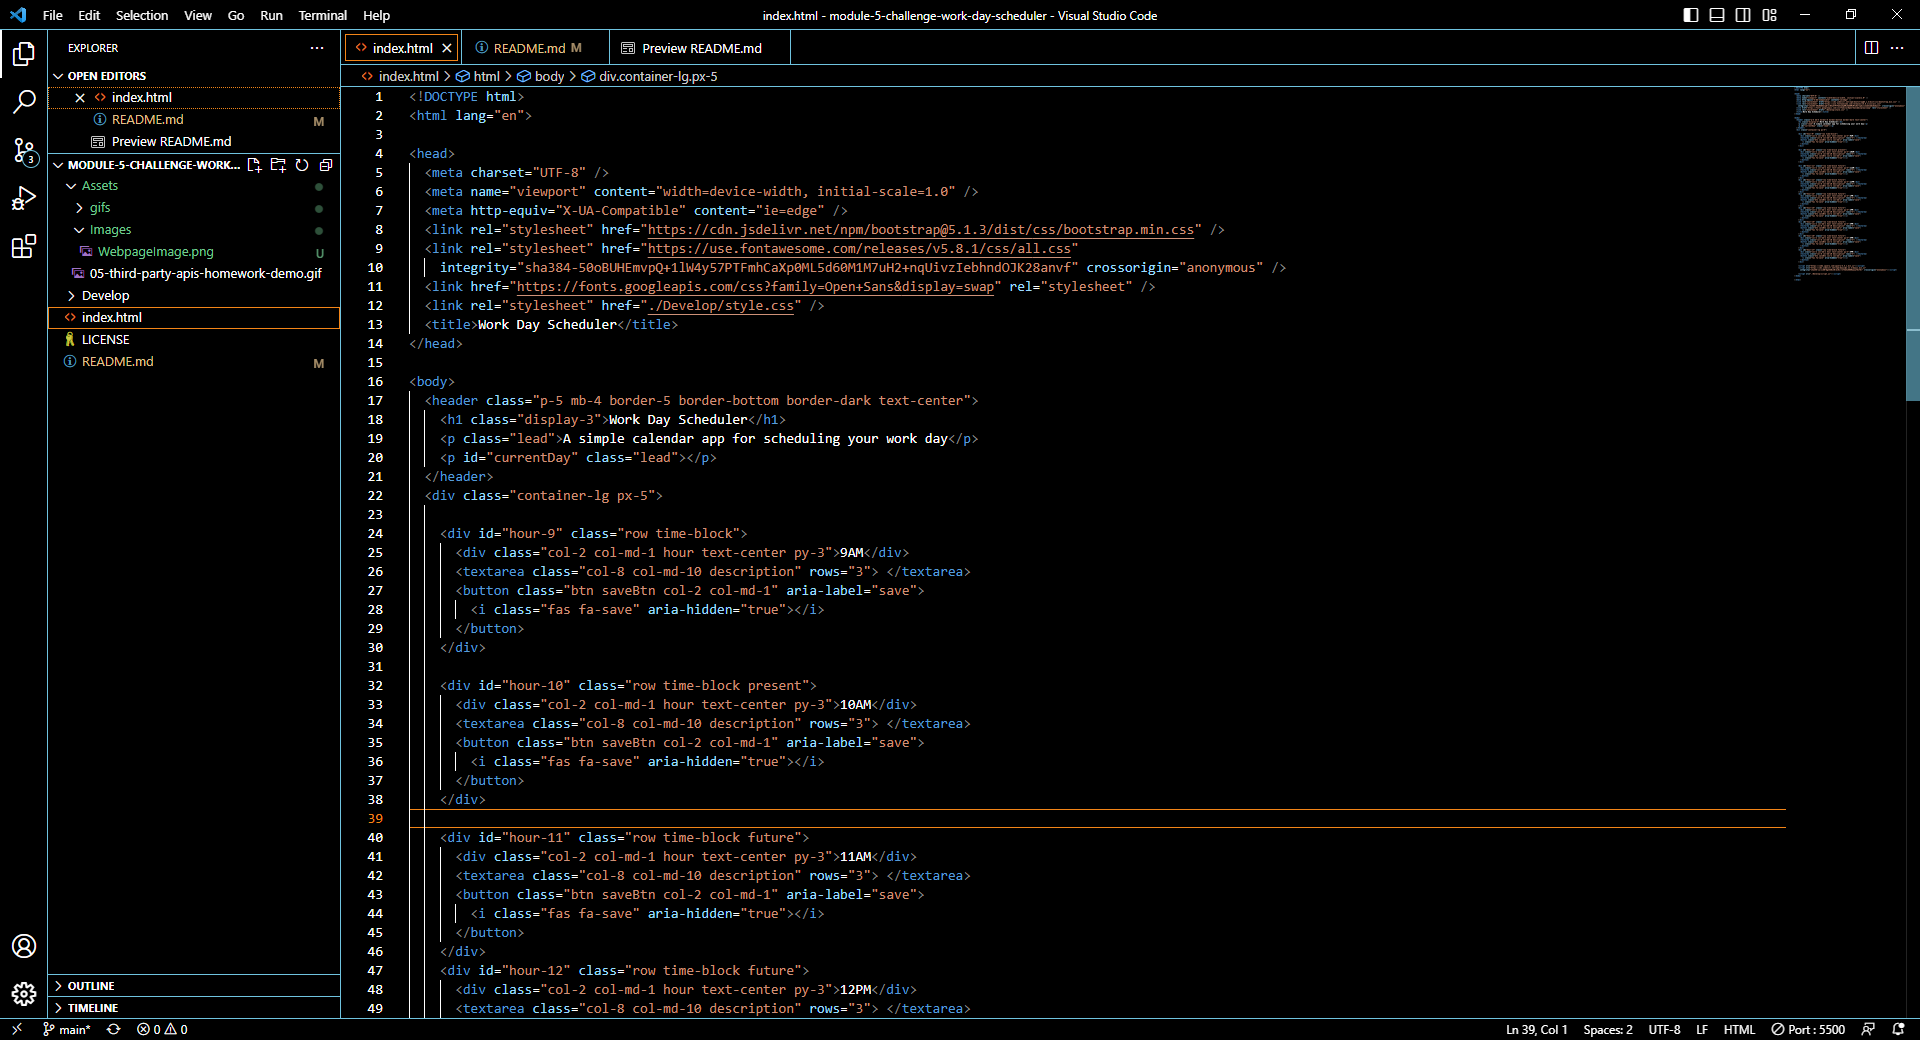 File Edit Selection View Go Run Terminal Help
index.html - module-5-challenge-work-day-scheduler - Visual Studio Code
EXPLORER
OPEN EDITORS
index.html
README.md M
Preview README.md
MODULE-5-CHALLENGE-WORK...
Assets
gifs
Images
WebpageImage.png U
05-third-party-apis-homework-demo.gif
Develop
index.html
LICENSE
README.md M
OUTLINE
TIMELINE
3
index.html README.md M Preview README.md
index.html > html > body > div.container-lg.px-5
1 <!DOCTYPE html>
2 <html lang="en">
3
4 <head>
5 <meta charset="UTF-8" />
6 <meta name="viewport" content="width=device-width, initial-scale=1.0" />
7 <meta http-equiv="X-UA-Compatible" content="ie=edge" />
8 <link rel="stylesheet" href="https://cdn.jsdelivr.net/npm/bootstrap@5.1.3/dist/css/bootstrap.min.css" />
9 <link rel="stylesheet" href="https://use.fontawesome.com/releases/v5.8.1/css/all.css"
10 integrity="sha384-50oBUHEmvpQ+1lW4y57PTFmhCaXp0ML5d60M1M7uH2+nqUivzIebhndOJK28anvf" crossorigin="anonymous" />
11 <link href="https://fonts.googleapis.com/css?family=Open+Sans&display=swap" rel="stylesheet" />
12 <link rel="stylesheet" href="./Develop/style.css" />
13 <title>Work Day Scheduler</title>
14 </head>
15
16 <body>
17 <header class="p-5 mb-4 border-5 border-bottom border-dark text-center">
18 <h1 class="display-3">Work Day Scheduler</h1>
19 <p class="lead">A simple calendar app for scheduling your work day</p>
20 <p id="currentDay" class="lead"></p>
21 </header>
22 <div class="container-lg px-5">
23
24 <div id="hour-9" class="row time-block">
25 <div class="col-2 col-md-1 hour text-center py-3">9AM</div>
26 <textarea class="col-8 col-md-10 description" rows="3"> </textarea>
27 <button class="btn saveBtn col-2 col-md-1" aria-label="save">
28 <i class="fas fa-save" aria-hidden="true"></i>
29 </button>
30 </div>
31
32 <div id="hour-10" class="row time-block present">
33 <div class="col-2 col-md-1 hour text-center py-3">10AM</div>
34 <textarea class="col-8 col-md-10 description" rows="3"> </textarea>
35 <button class="btn saveBtn col-2 col-md-1" aria-label="save">
36 <i class="fas fa-save" aria-hidden="true"></i>
37 </button>
38 </div>
39
40 <div id="hour-11" class="row time-block future">
41 <div class="col-2 col-md-1 hour text-center py-3">11AM</div>
42 <textarea class="col-8 col-md-10 description" rows="3"> </textarea>
43 <button class="btn saveBtn col-2 col-md-1" aria-label="save">
44 <i class="fas fa-save" aria-hidden="true"></i>
45 </button>
46 </div>
47 <div id="hour-12" class="row time-block future">
48 <div class="col-2 col-md-1 hour text-center py-3">12PM</div>
49 <textarea class="col-8 col-md-10 description" rows="3"> </textarea>
main* 0 0 Ln 39, Col 1 Spaces: 2 UTF-8 LF HTML Port : 5500